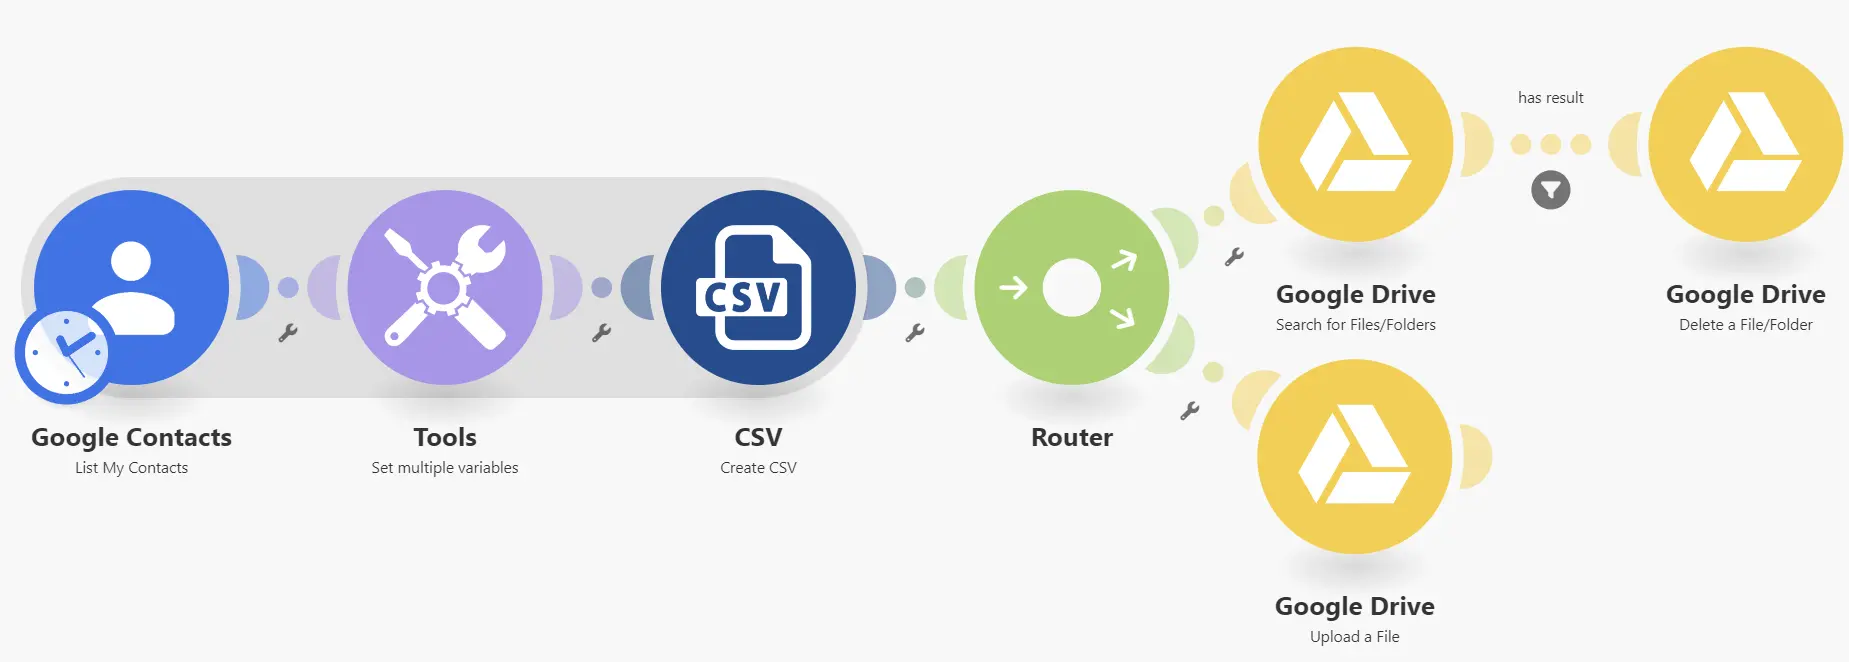 has result
CSV
Google Contacts
List My Contacts
Tools
Set multiple variables
CSV
Create CSV
Router
Google Drive
Search for Files/Folders
Google Drive
Delete a File/Folder
Google Drive
Upload a File